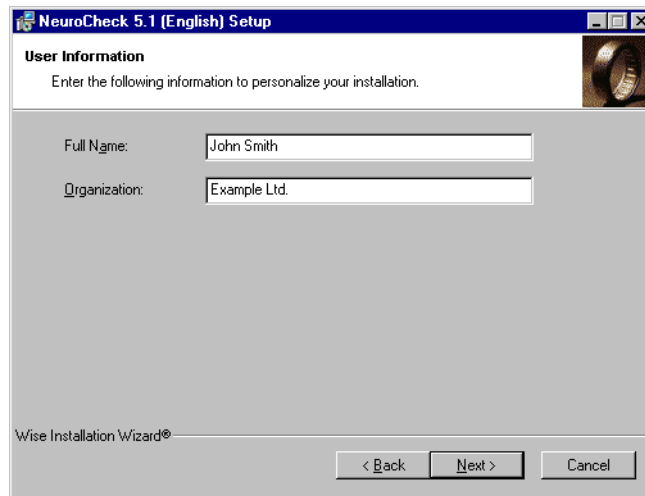 NeuroCheck 5.1 (English) Setup
User Information
Enter the following information to personalize your installation.
Full Name: John Smith
Organization: Example Ltd.
Wise Installation Wizard®
< Back Next > Cancel